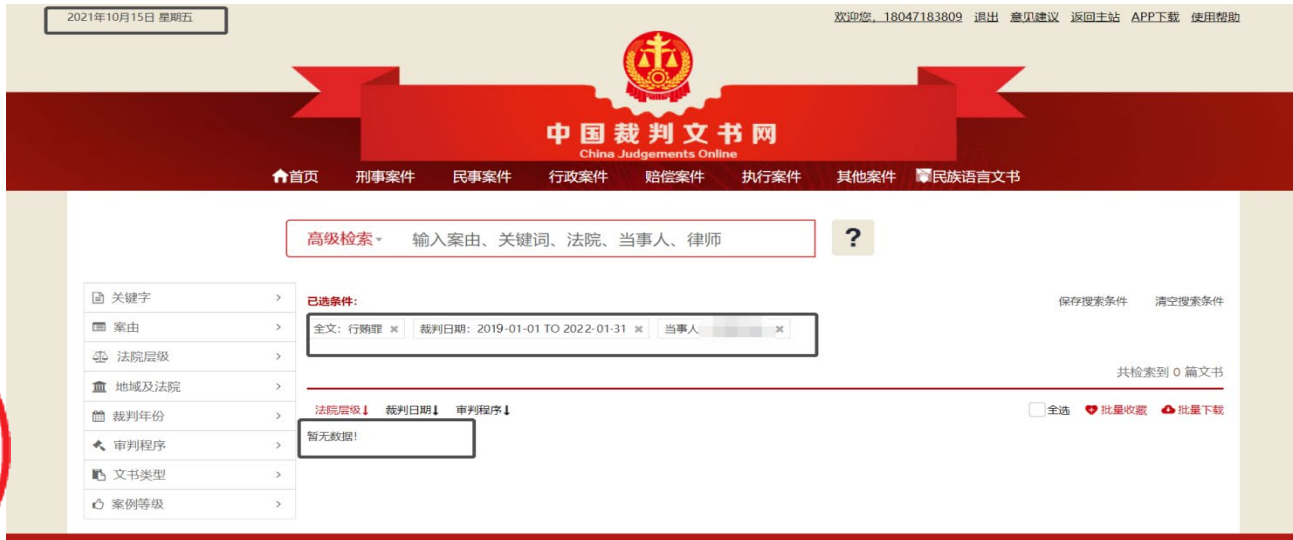 2021年10月15日 星期五
欢迎您，18047183809 退出 意见建议 返回主站 APP下载 使用帮助
中国裁判文书网
China Judgements Online
首页 刑事案件 民事案件 行政案件 赔偿案件 执行案件 其他案件 民族语言文书
高级检索 输入案由、关键词、法院、当事人、律师 ?
关键字
案由
法院层级
地域及法院
裁判年份
审判程序
文书类型
案例等级
已选条件:
保存搜索条件 清空搜索条件
全文：行贿罪 × 裁判日期：2019-01-01 TO 2022-01-31 × 当事人 ×
共检索到 0 篇文书
法院层级 裁判日期 审判程序
全选 批量收藏 批量下载
暂无数据!